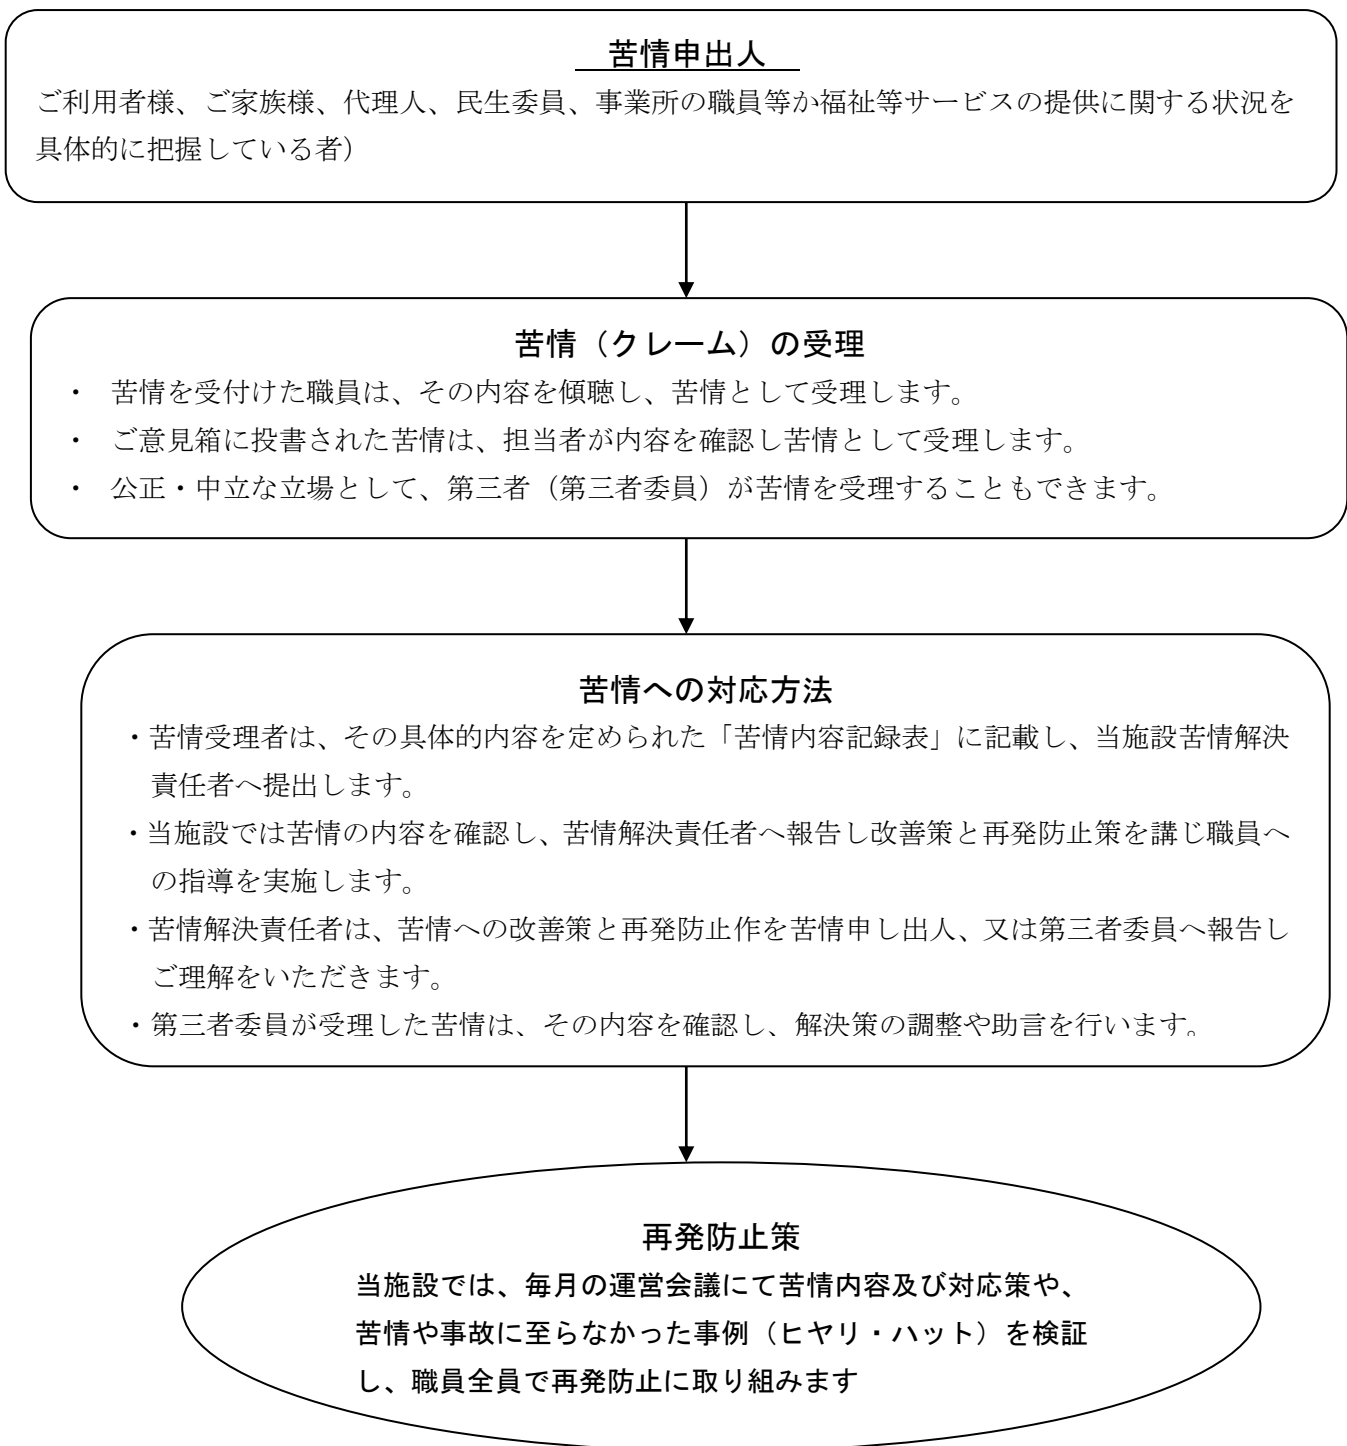 苦情申出人
ご利用者様、ご家族様、代理人、民生委員、事業所の職員等か福祉等サービスの提供に関する状況を
具体的に把握している者）
苦情（クレーム）の受理
・ 苦情を受付けた職員は、その内容を傾聴し、苦情として受理します。
・ ご意見箱に投書された苦情は、担当者が内容を確認し苦情として受理します。
・ 公正・中立な立場として、第三者（第三者委員）が苦情を受理することもできます。
苦情への対応方法
・苦情受理者は、その具体的内容を定められた「苦情内容記録表」に記載し、当施設苦情解決
責任者へ提出します。
・当施設では苦情の内容を確認し、苦情解決責任者へ報告し改善策と再発防止策を講じ職員へ
の指導を実施します。
・苦情解決責任者は、苦情への改善策と再発防止作を苦情申し出人、又は第三者委員へ報告し
ご理解をいただきます。
・第三者委員が受理した苦情は、その内容を確認し、解決策の調整や助言を行います。
再発防止策
当施設では、毎月の運営会議にて苦情内容及び対応策や、
苦情や事故に至らなかった事例（ヒヤリ・ハット）を検証
し、職員全員で再発防止に取り組みます